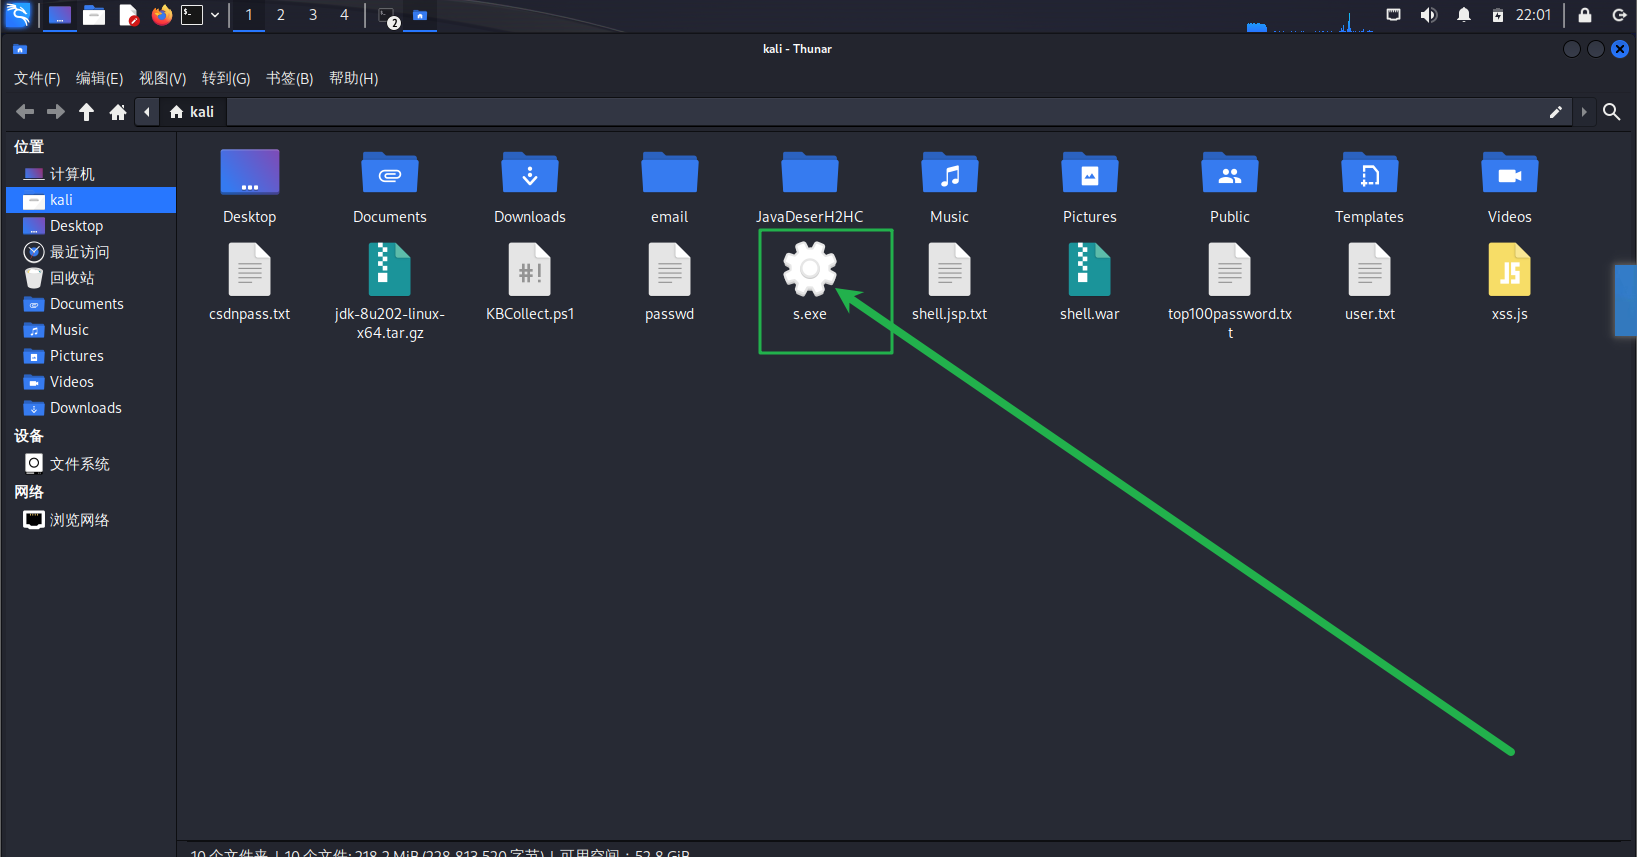 1 2 3 4 2 22:01
kali - Thunar
文件(F) 编辑(E) 视图(V) 转到(G) 书签(B) 帮助(H)
kali
位置
计算机
kali
Desktop
最近访问
回收站
Documents
Music
Pictures
Videos
Downloads
设备
文件系统
网络
浏览网络
Desktop Documents Downloads email JavaDeserH2HC Music Pictures Public Templates Videos
#! JS
csdnpass.txt jdk-8u202-linux- KBCollect.ps1 passwd s.exe shell.jsp.txt shell.war top100password.tx user.txt xss.js
x64.tar.gz t
10 个文件夹 | 10 个文件: 218.2 MiB (228,813,520 字节) | 可用空间：52.8 GiB